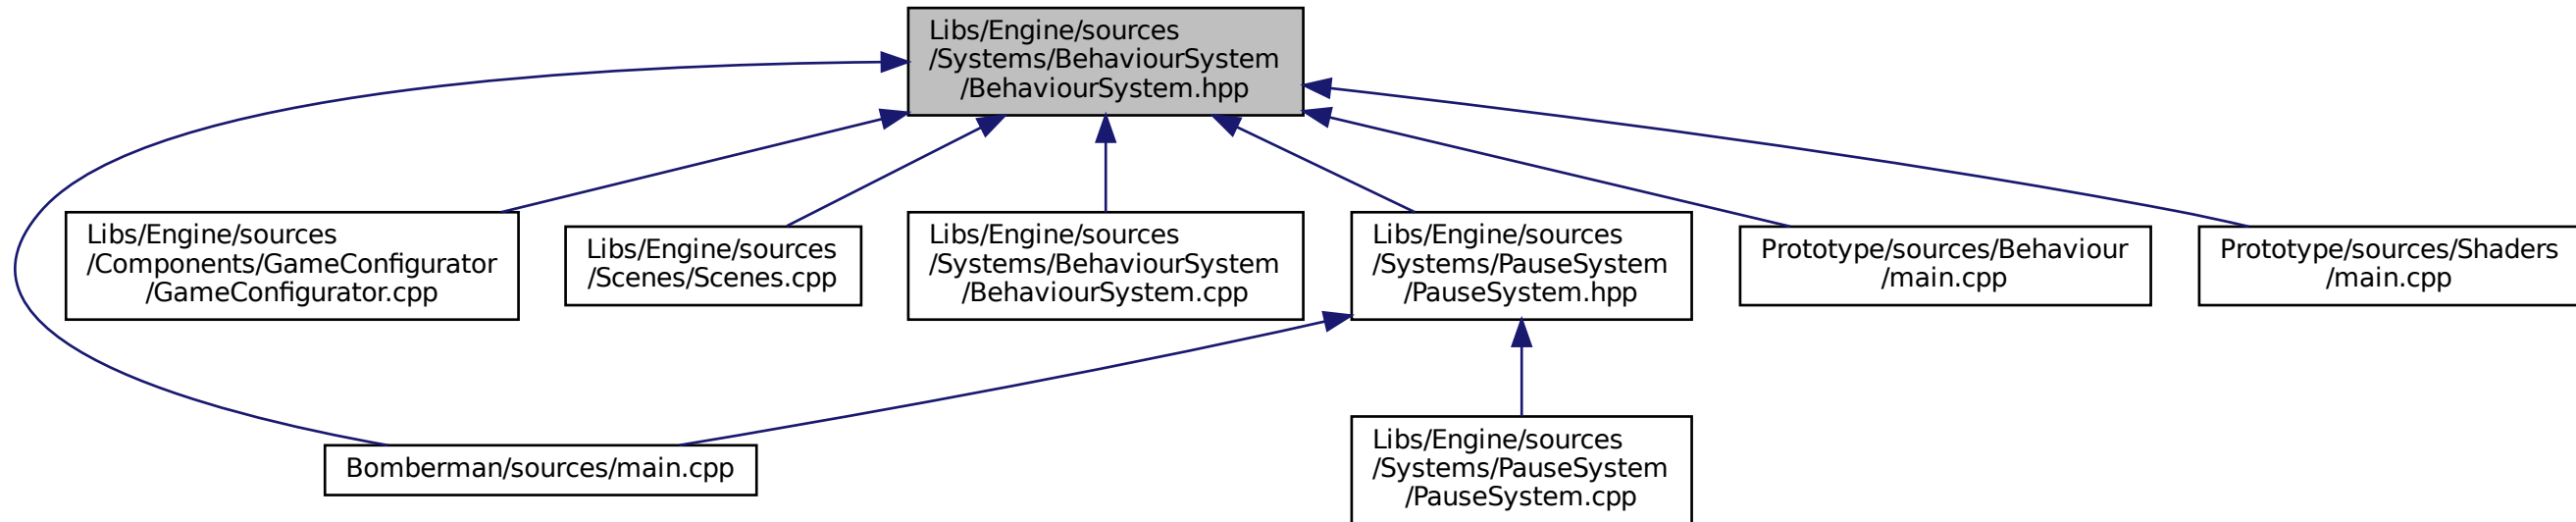 Libs/Engine/sources
/Systems/BehaviourSystem
/BehaviourSystem.hpp
Libs/Engine/sources
/Components/GameConfigurator
/GameConfigurator.cpp
Libs/Engine/sources
/Scenes/Scenes.cpp
Libs/Engine/sources
/Systems/BehaviourSystem
/BehaviourSystem.cpp
Libs/Engine/sources
/Systems/PauseSystem
/PauseSystem.hpp
Prototype/sources/Behaviour
/main.cpp
Prototype/sources/Shaders
/main.cpp
Bomberman/sources/main.cpp
Libs/Engine/sources
/Systems/PauseSystem
/PauseSystem.cpp